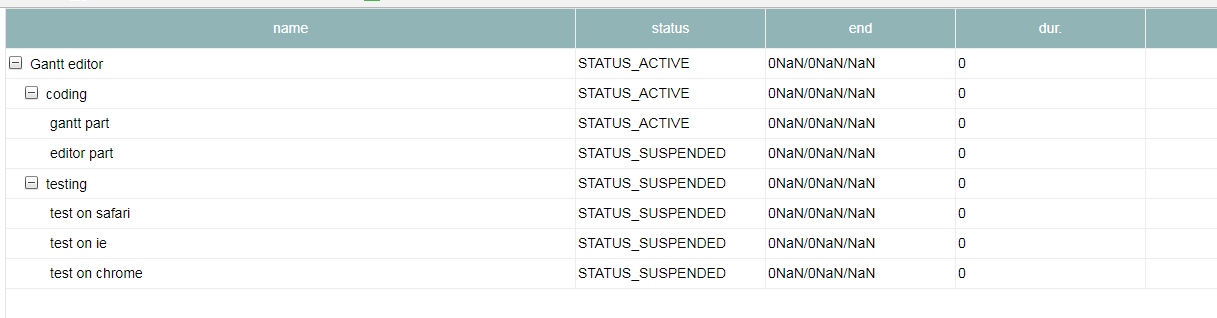 name status end dur.
Gantt editor STATUS_ACTIVE 0NaN/0NaN/NaN 0
coding STATUS_ACTIVE 0NaN/0NaN/NaN 0
gantt part STATUS_ACTIVE 0NaN/0NaN/NaN 0
editor part STATUS_SUSPENDED 0NaN/0NaN/NaN 0
testing STATUS_SUSPENDED 0NaN/0NaN/NaN 0
test on safari STATUS_SUSPENDED 0NaN/0NaN/NaN 0
test on ie STATUS_SUSPENDED 0NaN/0NaN/NaN 0
test on chrome STATUS_SUSPENDED 0NaN/0NaN/NaN 0